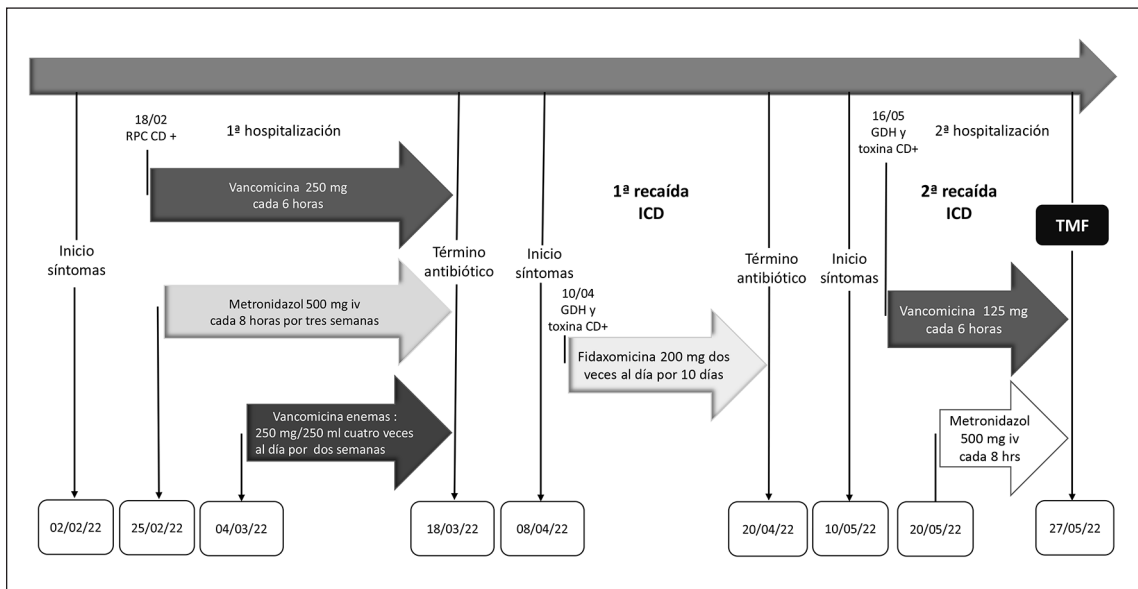 18/02
RPC CD +
1ª hospitalización
Vancomicina 250 mg
cada 6 horas
Inicio
síntomas
Metronidazol 500 mg iv
cada 8 horas por tres semanas
Vancomicina enemas :
250 mg/250 ml cuatro veces
al día por dos semanas
Término
antibiótico
Inicio
síntomas
1ª recaída
ICD
10/04
GDH y
toxina CD+
Fidaxomicina 200 mg dos
veces al día por 10 días
Término
antibiótico
Inicio
síntomas
16/05
GDH y
toxina CD+
2ª hospitalización
2ª recaída
ICD
TMF
Vancomicina 125 mg
cada 6 horas
Metronidazol
500 mg iv
cada 8 hrs
02/02/22
25/02/22
04/03/22
18/03/22
08/04/22
20/04/22
10/05/22
20/05/22
27/05/22